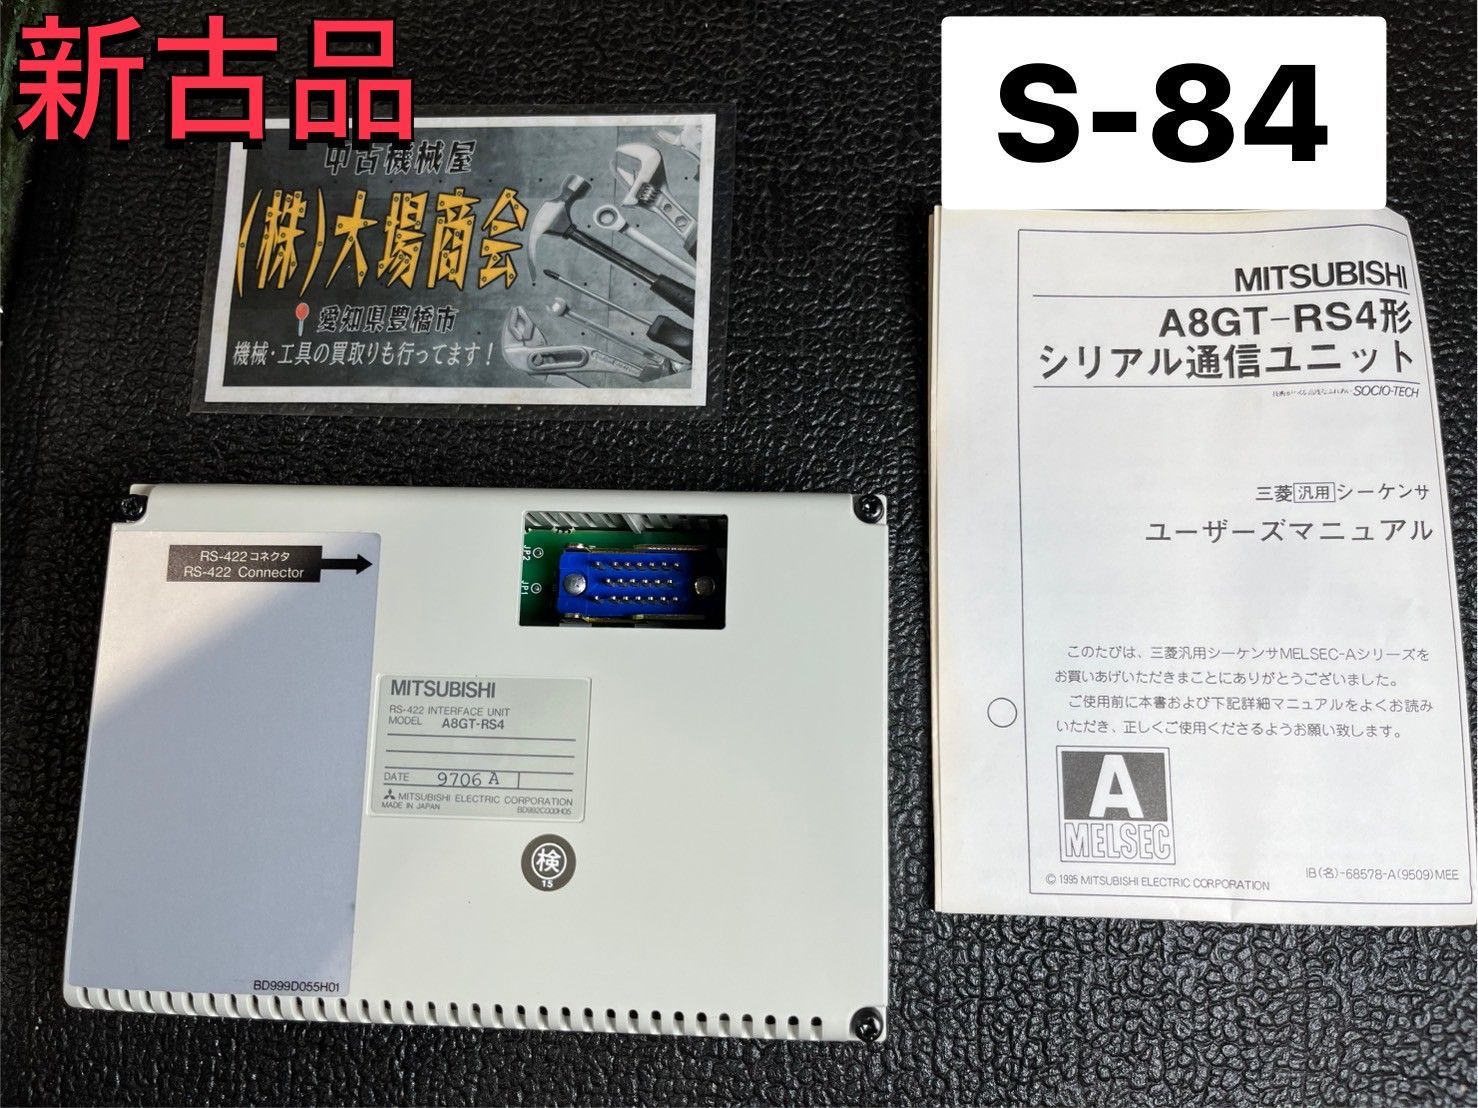 新古品
S-84
中古機械屋
(株)大場商会
愛知県豊橋市
機械・工具の買取りも行ってます！
MITSUBISHI
A8GT-RS4形
シリアル通信ユニット
SOCIO-TECH
三菱汎用シーケンサ
ユーザーズマニュアル
このたびは、三菱汎用シーケンサMELSEC-Aシリーズを
お買いあげいただきまことにありがとうございました。
ご使用前に本書および下記詳細マニュアルをよくお読み
いただき、正しくご使用くださるようお願い致します。
A
MELSEC
IB(名)-68578-A(9509)MEE
© 1995 MITSUBISHI ELECTRIC CORPORATION
RS-422コネクタ
RS-422 Connector
JP2
JP1
MITSUBISHI
RS-422 INTERFACE UNIT
MODEL A8GT-RS4
DATE 9706 A
MITSUBISHI ELECTRIC CORPORATION
MADE IN JAPAN BD992C000H05
検
15
BD999D055H01